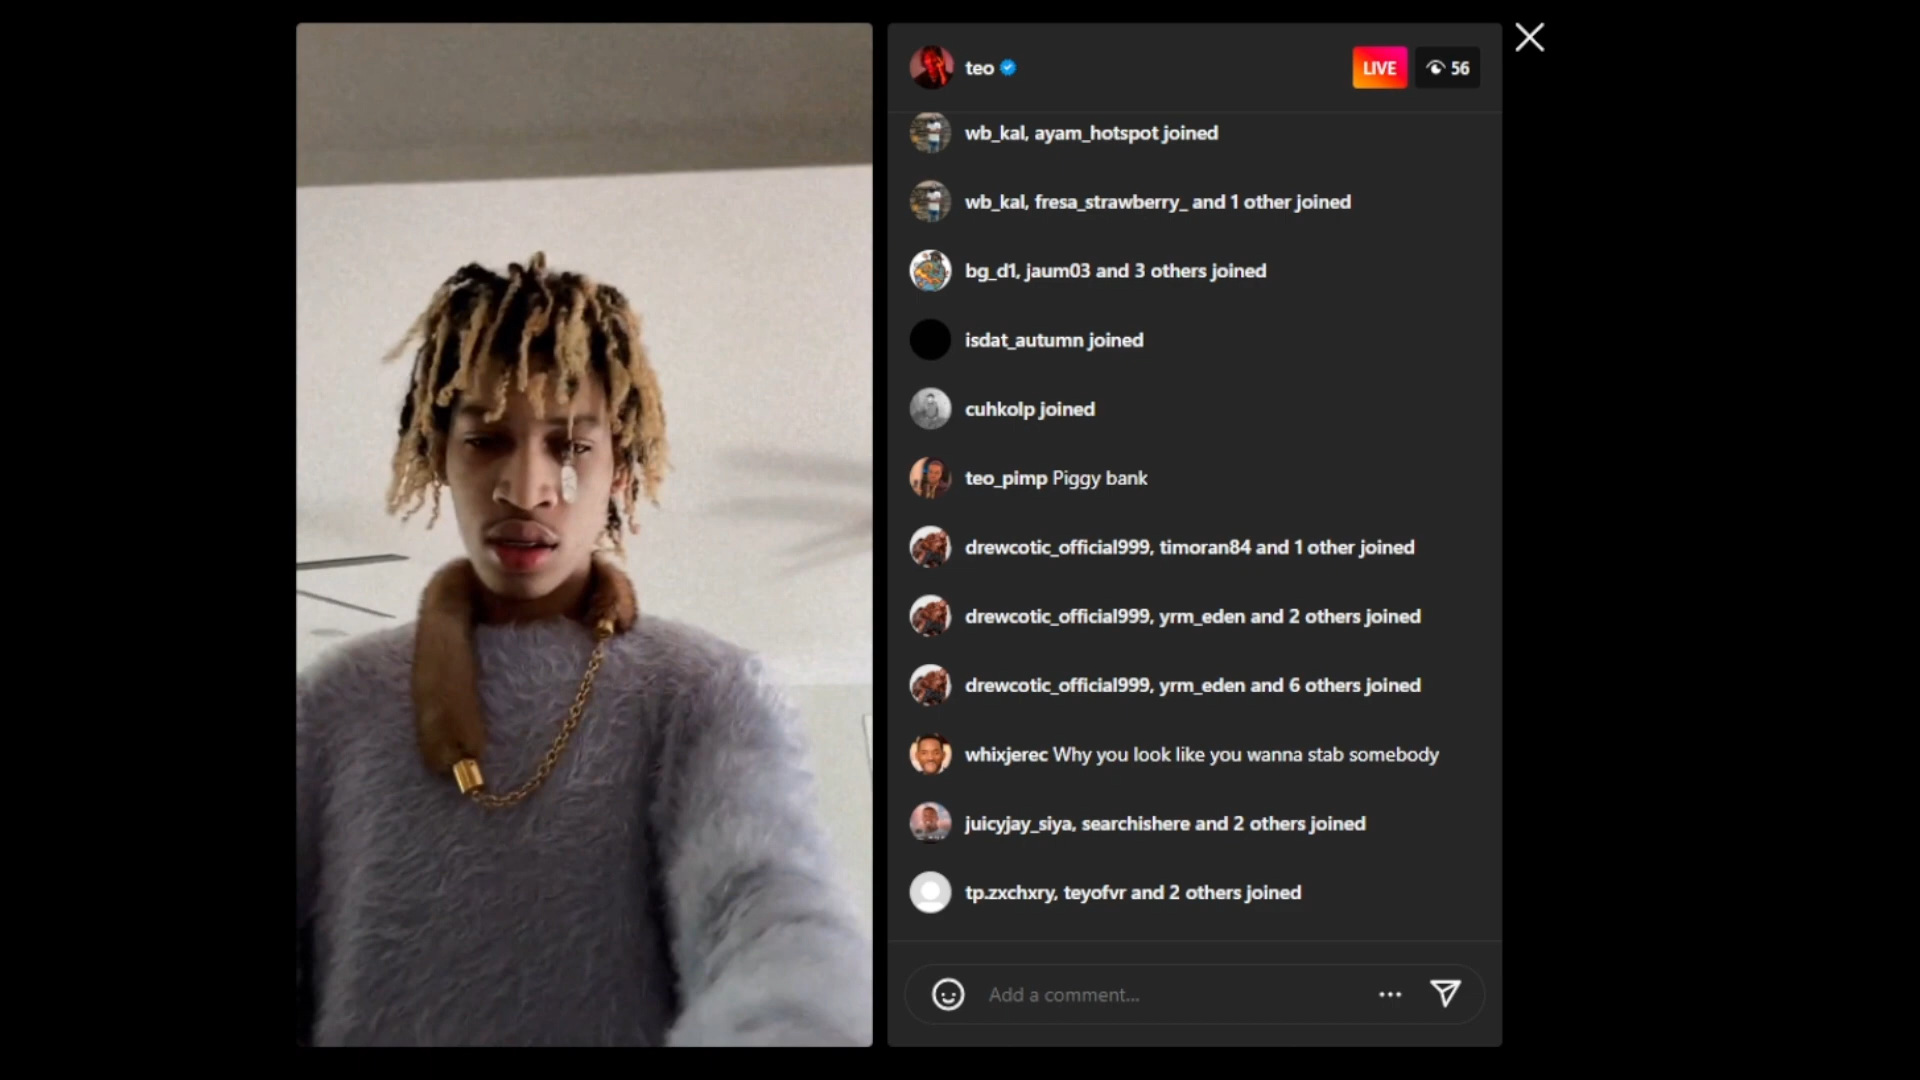 teo
LIVE
56
wb_kal, ayam_hotspot joined
wb_kal, fresa_strawberry_ and 1 other joined
bg_d1, jaum03 and 3 others joined
isdat_autumn joined
cuhkolp joined
teo_pimp Piggy bank
drewcotic_official999, timoran84 and 1 other joined
drewcotic_official999, yrm_eden and 2 others joined
drewcotic_official999, yrm_eden and 6 others joined
whixjerec Why you look like you wanna stab somebody
juicyjay_siya, searchishere and 2 others joined
tp.zxchxry, teyofvr and 2 others joined
Add a comment...